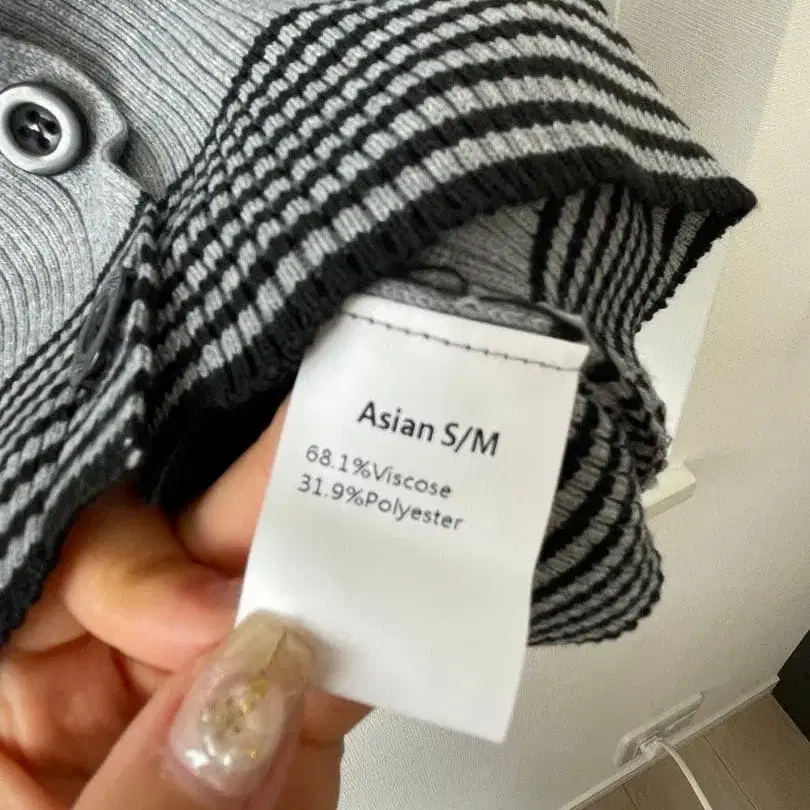 Asian S/M
68.1%Viscose
31.9%Polyester